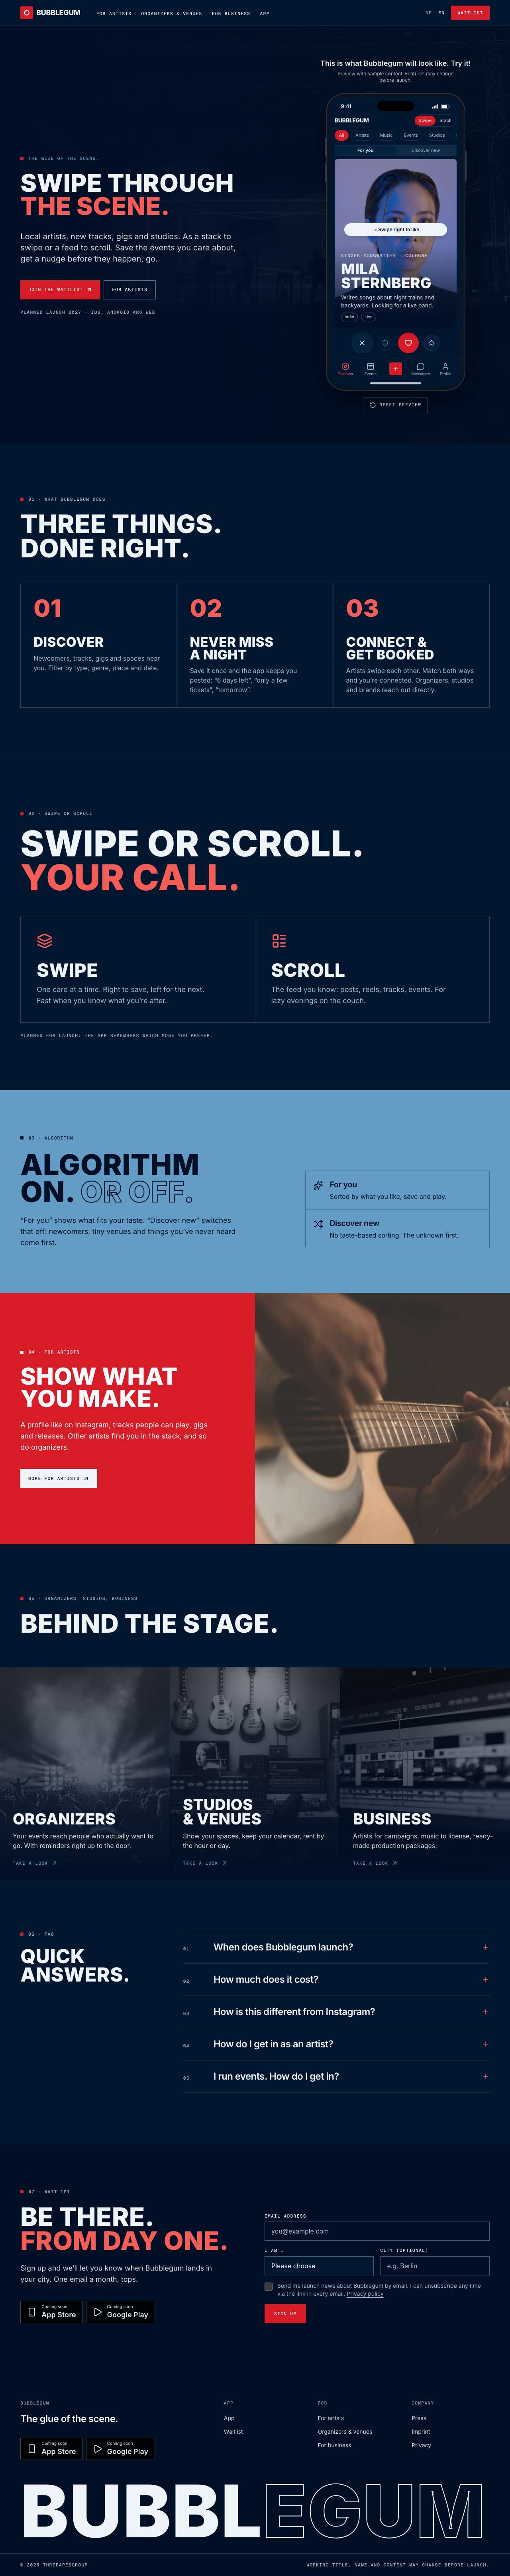 BUBBLEGUM
FOR ARTISTS
ORGANIZERS & VENUES
FOR BUSINESS
APP
DE
EN
WAITLIST
THE GLUE OF THE SCENE.
SWIPE THROUGH
THE SCENE.
Local artists, new tracks, gigs and studios. As a stack to
swipe or a feed to scroll. Save the events you care about,
get a nudge before they happen, go.
JOIN THE WAITLIST
FOR ARTISTS
PLANNED LAUNCH 2027 · IOS, ANDROID AND WEB
This is what Bubblegum will look like. Try it!
Preview with sample content. Features may change
before launch.
9:41
BUBBLEGUM
Swipe
Scroll
All
Artists
Music
Events
Studios
For you
Discover new
→ Swipe right to like
SINGER-SONGWRITER · COLOGNE
MILA
STERNBERG
Writes songs about night trains and
backyards. Looking for a live band.
Indie
Live
Discover
Events
Messages
Profile
RESET PREVIEW
01 · WHAT BUBBLEGUM DOES
THREE THINGS.
DONE RIGHT.
01
DISCOVER
Newcomers, tracks, gigs and spaces near
you. Filter by type, genre, place and date.
02
NEVER MISS
A NIGHT
Save it once and the app keeps you
posted: “6 days left”, “only a few
tickets”, “tomorrow”.
03
CONNECT &
GET BOOKED
Artists swipe each other. Match both ways
and you’re connected. Organizers, studios
and brands reach out directly.
02 · SWIPE OR SCROLL
SWIPE OR SCROLL.
YOUR CALL.
SWIPE
One card at a time. Right to save, left for the next.
Fast when you know what you’re after.
SCROLL
The feed you know: posts, reels, tracks, events. For
lazy evenings on the couch.
PLANNED FOR LAUNCH: THE APP REMEMBERS WHICH MODE YOU PREFER.
03 · ALGORITHM
ALGORITHM
ON. OR OFF.
“For you” shows what fits your taste. “Discover new” switches
that off: newcomers, tiny venues and things you’ve never heard
come first.
For you
Sorted by what you like, save and play.
Discover new
No taste-based sorting. The unknown first.
04 · FOR ARTISTS
SHOW WHAT
YOU MAKE.
A profile like on Instagram, tracks people can play, gigs
and releases. Other artists find you in the stack, and so
do organizers.
MORE FOR ARTISTS
05 · ORGANIZERS, STUDIOS, BUSINESS
BEHIND THE STAGE.
ORGANIZERS
Your events reach people who actually want to
go. With reminders right up to the door.
TAKE A LOOK
STUDIOS
& VENUES
Show your spaces, keep your calendar, rent by
the hour or day.
TAKE A LOOK
BUSINESS
Artists for campaigns, music to license, ready-
made production packages.
TAKE A LOOK
06 · FAQ
QUICK
ANSWERS.
01
When does Bubblegum launch?
02
How much does it cost?
03
How is this different from Instagram?
04
How do I get in as an artist?
05
I run events. How do I get in?
07 · WAITLIST
BE THERE.
FROM DAY ONE.
Sign up and we’ll let you know when Bubblegum lands in
your city. One email a month, tops.
Coming soon
App Store
Coming soon
Google Play
EMAIL ADDRESS
you@example.com
I AM …
Please choose
CITY (OPTIONAL)
e.g. Berlin
Send me launch news about Bubblegum by email. I can unsubscribe any time
via the link in every email. Privacy policy
SIGN UP
BUBBLEGUM
The glue of the scene.
Coming soon
App Store
Coming soon
Google Play
APP
App
Waitlist
FOR
For artists
Organizers & venues
For business
COMPANY
Press
Imprint
Privacy
BUBBLEGUM
© 2026 THREEAPESGROUP
WORKING TITLE. NAME AND CONTENT MAY CHANGE BEFORE LAUNCH.